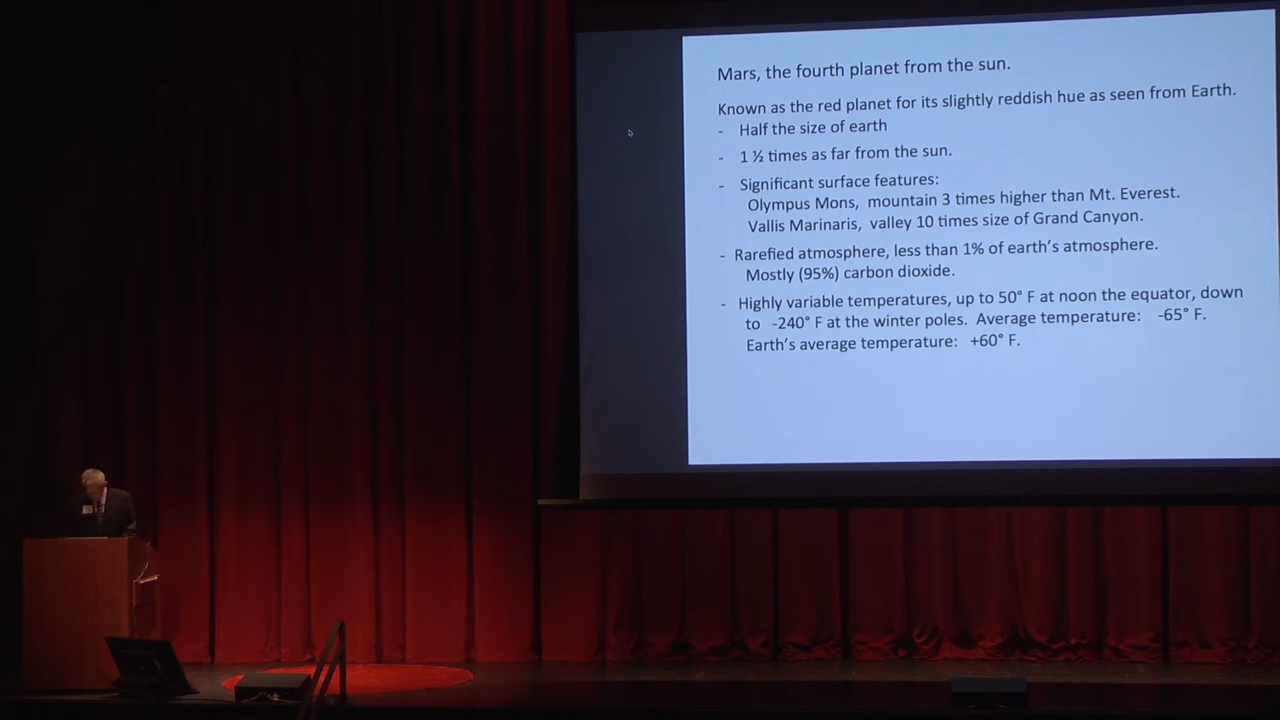 Mars, the fourth planet from the sun.
Known as the red planet for its slightly reddish hue as seen from Earth.
- Half the size of earth
- 1 ½ times as far from the sun.
- Significant surface features:
Olympus Mons, mountain 3 times higher than Mt. Everest.
Vallis Marinaris, valley 10 times size of Grand Canyon.
- Rarefied atmosphere, less than 1% of earth's atmosphere.
Mostly (95%) carbon dioxide.
- Highly variable temperatures, up to 50° F at noon the equator, down
to -240° F at the winter poles. Average temperature: -65° F.
Earth's average temperature: +60° F.